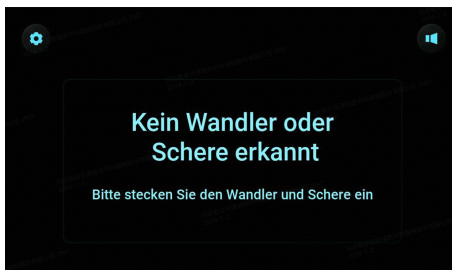 Kein Wandler oder
Schere erkannt
Bitte stecken Sie den Wandler und Schere ein